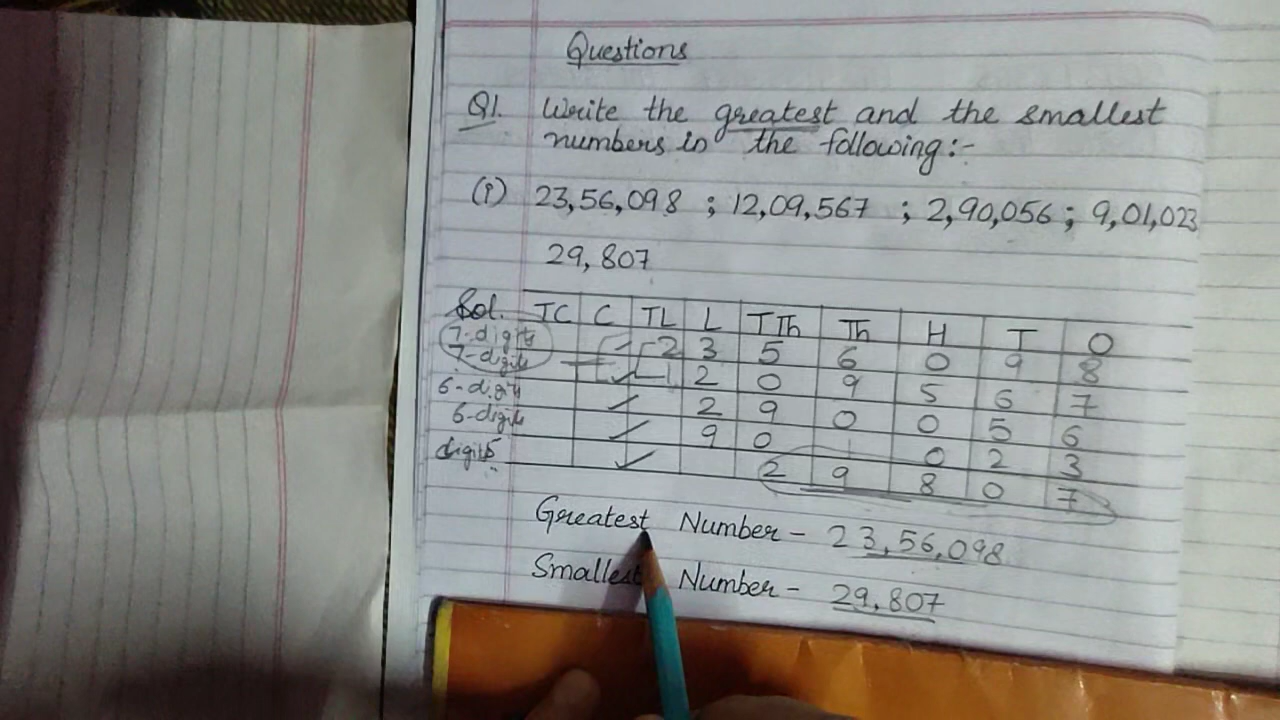 Questions
Q1. Write the greatest and the smallest
numbers in the following:-
(i) 23,56,098 ; 12,09,567 ; 2,90,056 ; 9,01,023
29,807
Sol. TC C TL L TTh Th H T O
7-digits 2 3 5 6 0 9 8
7-digits 1 2 0 9 5 6 7
6-digits 2 9 0 0 5 6
6-digits 9 0 1 0 2 3
digits 5 2 9 8 0 7
Greatest Number - 23,56,098
Smallest Number - 29,807